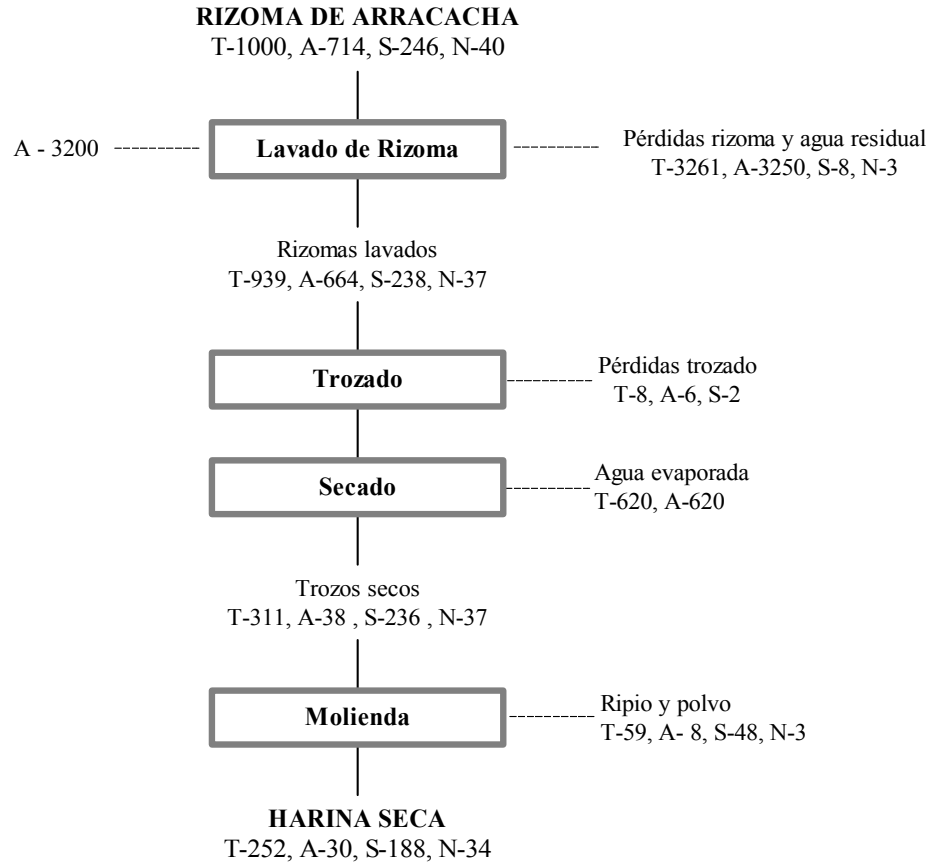 RIZOMA DE ARRACACHA
T-1000, A-714, S-246, N-40
A - 3200
Lavado de Rizoma
Pérdidas rizoma y agua residual
T-3261, A-3250, S-8, N-3
Rizomas lavados
T-939, A-664, S-238, N-37
Trozado
Pérdidas trozado
T-8, A-6, S-2
Secado
Agua evaporada
T-620, A-620
Trozos secos
T-311, A-38 , S-236 , N-37
Molienda
Ripio y polvo
T-59, A- 8, S-48, N-3
HARINA SECA
T-252, A-30, S-188, N-34